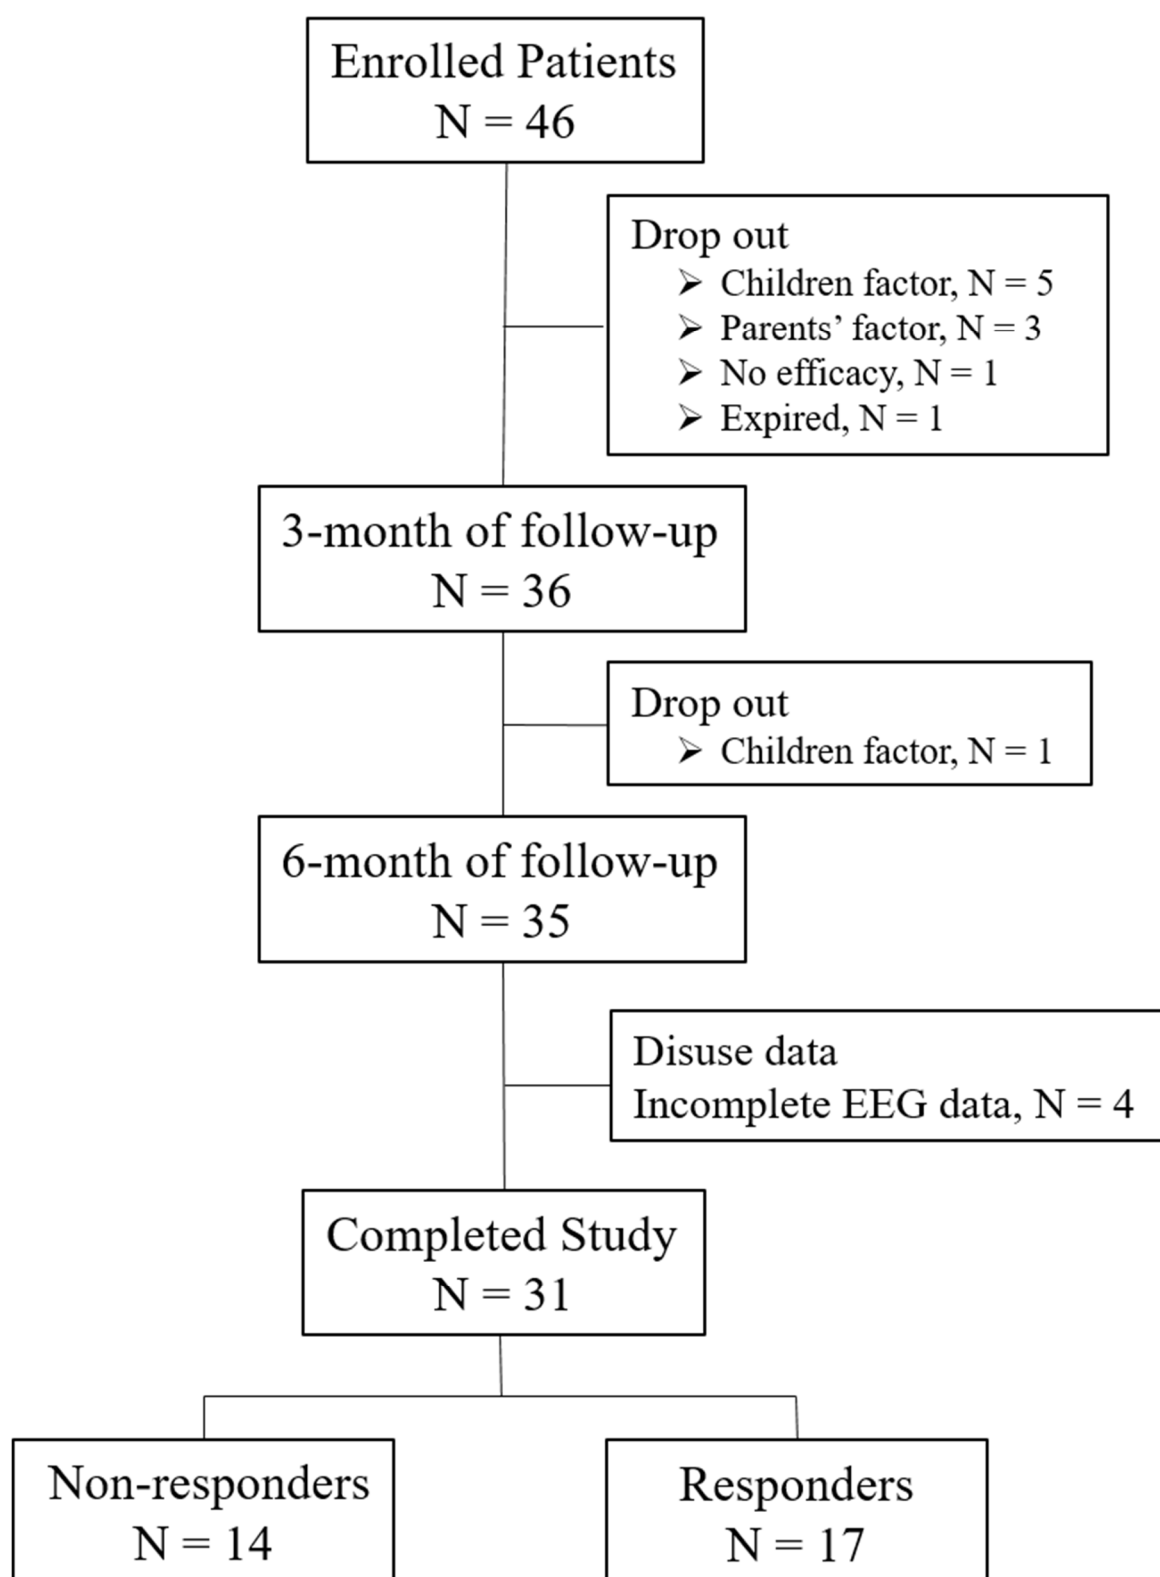 Enrolled Patients
N = 46
Drop out
➢ Children factor, N = 5
➢ Parents’ factor, N = 3
➢ No efficacy, N = 1
➢ Expired, N = 1
3-month of follow-up
N = 36
Drop out
➢ Children factor, N = 1
6-month of follow-up
N = 35
Disuse data
Incomplete EEG data, N = 4
Completed Study
N = 31
Non-responders
N = 14
Responders
N = 17